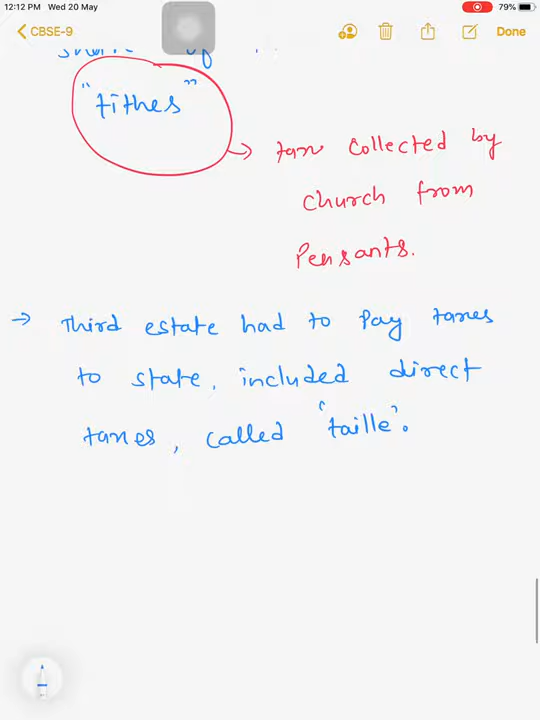 12:12 PM Wed 20 May
79%
CBSE-9
Done
of
"tithes"
→ tax collected by
church from
Peasants.
→ Third estate had to pay taxes
to state, included direct
taxes, called "taille".